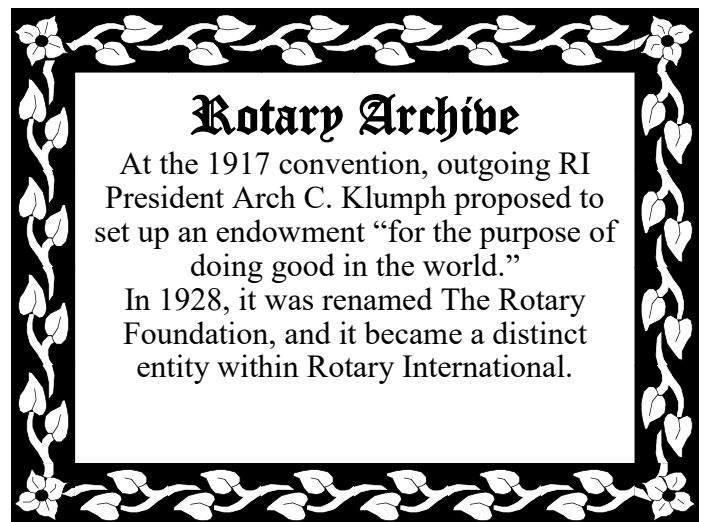 Rotary Archive
At the 1917 convention, outgoing RI
President Arch C. Klumph proposed to
set up an endowment “for the purpose of
doing good in the world.”
In 1928, it was renamed The Rotary
Foundation, and it became a distinct
entity within Rotary International.